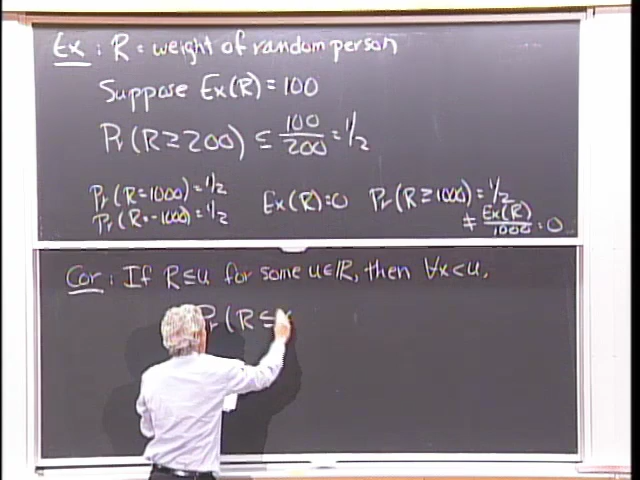 Ex: R = weight of random person
Suppose Ex(R) = 100
Pr(R ≥ 200) ≤ 100/200 = 1/2
Pr(R = 1000) = 1/2 Ex(R) = 0 Pr(R ≥ 1000) = 1/2
Pr(R = -1000) = 1/2 ≰ Ex(R)/1000 = 0
Cor: If R ≤ u for some u ∈ ℝ, then ∀x < u,
Pr(R ≤